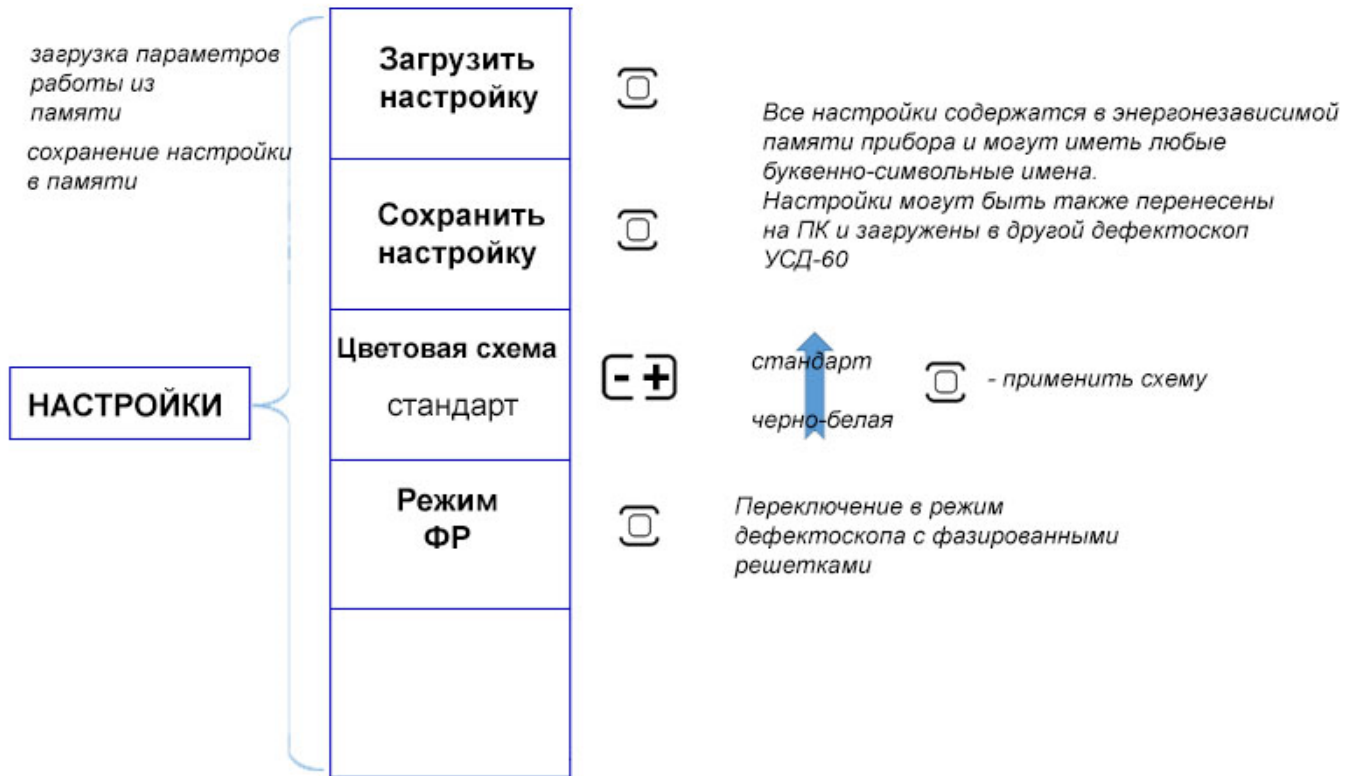 загрузка параметров
работы из
памяти
сохранение настройки
в памяти
НАСТРОЙКИ
Загрузить
настройку
Сохранить
настройку
Все настройки содержатся в энергонезависимой
памяти прибора и могут иметь любые
буквенно-символьные имена.
Настройки могут быть также перенесены
на ПК и загружены в другой дефектоскоп
УСД-60
Цветовая схема
стандарт
- +
стандарт
черно-белая
- применить схему
Режим
ФР
Переключение в режим
дефектоскопа с фазированными
решетками